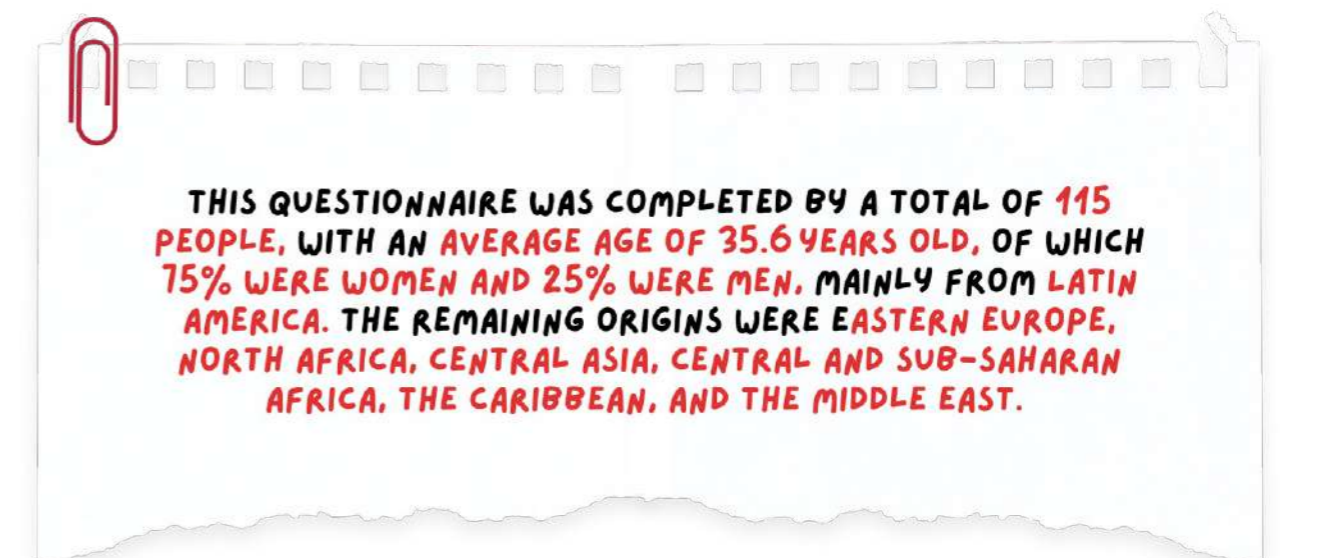 THIS QUESTIONNAIRE WAS COMPLETED BY A TOTAL OF 115
PEOPLE, WITH AN AVERAGE AGE OF 35.6 YEARS OLD, OF WHICH
75% WERE WOMEN AND 25% WERE MEN, MAINLY FROM LATIN
AMERICA. THE REMAINING ORIGINS WERE EASTERN EUROPE,
NORTH AFRICA, CENTRAL ASIA, CENTRAL AND SUB-SAHARAN
AFRICA, THE CARIBBEAN, AND THE MIDDLE EAST.